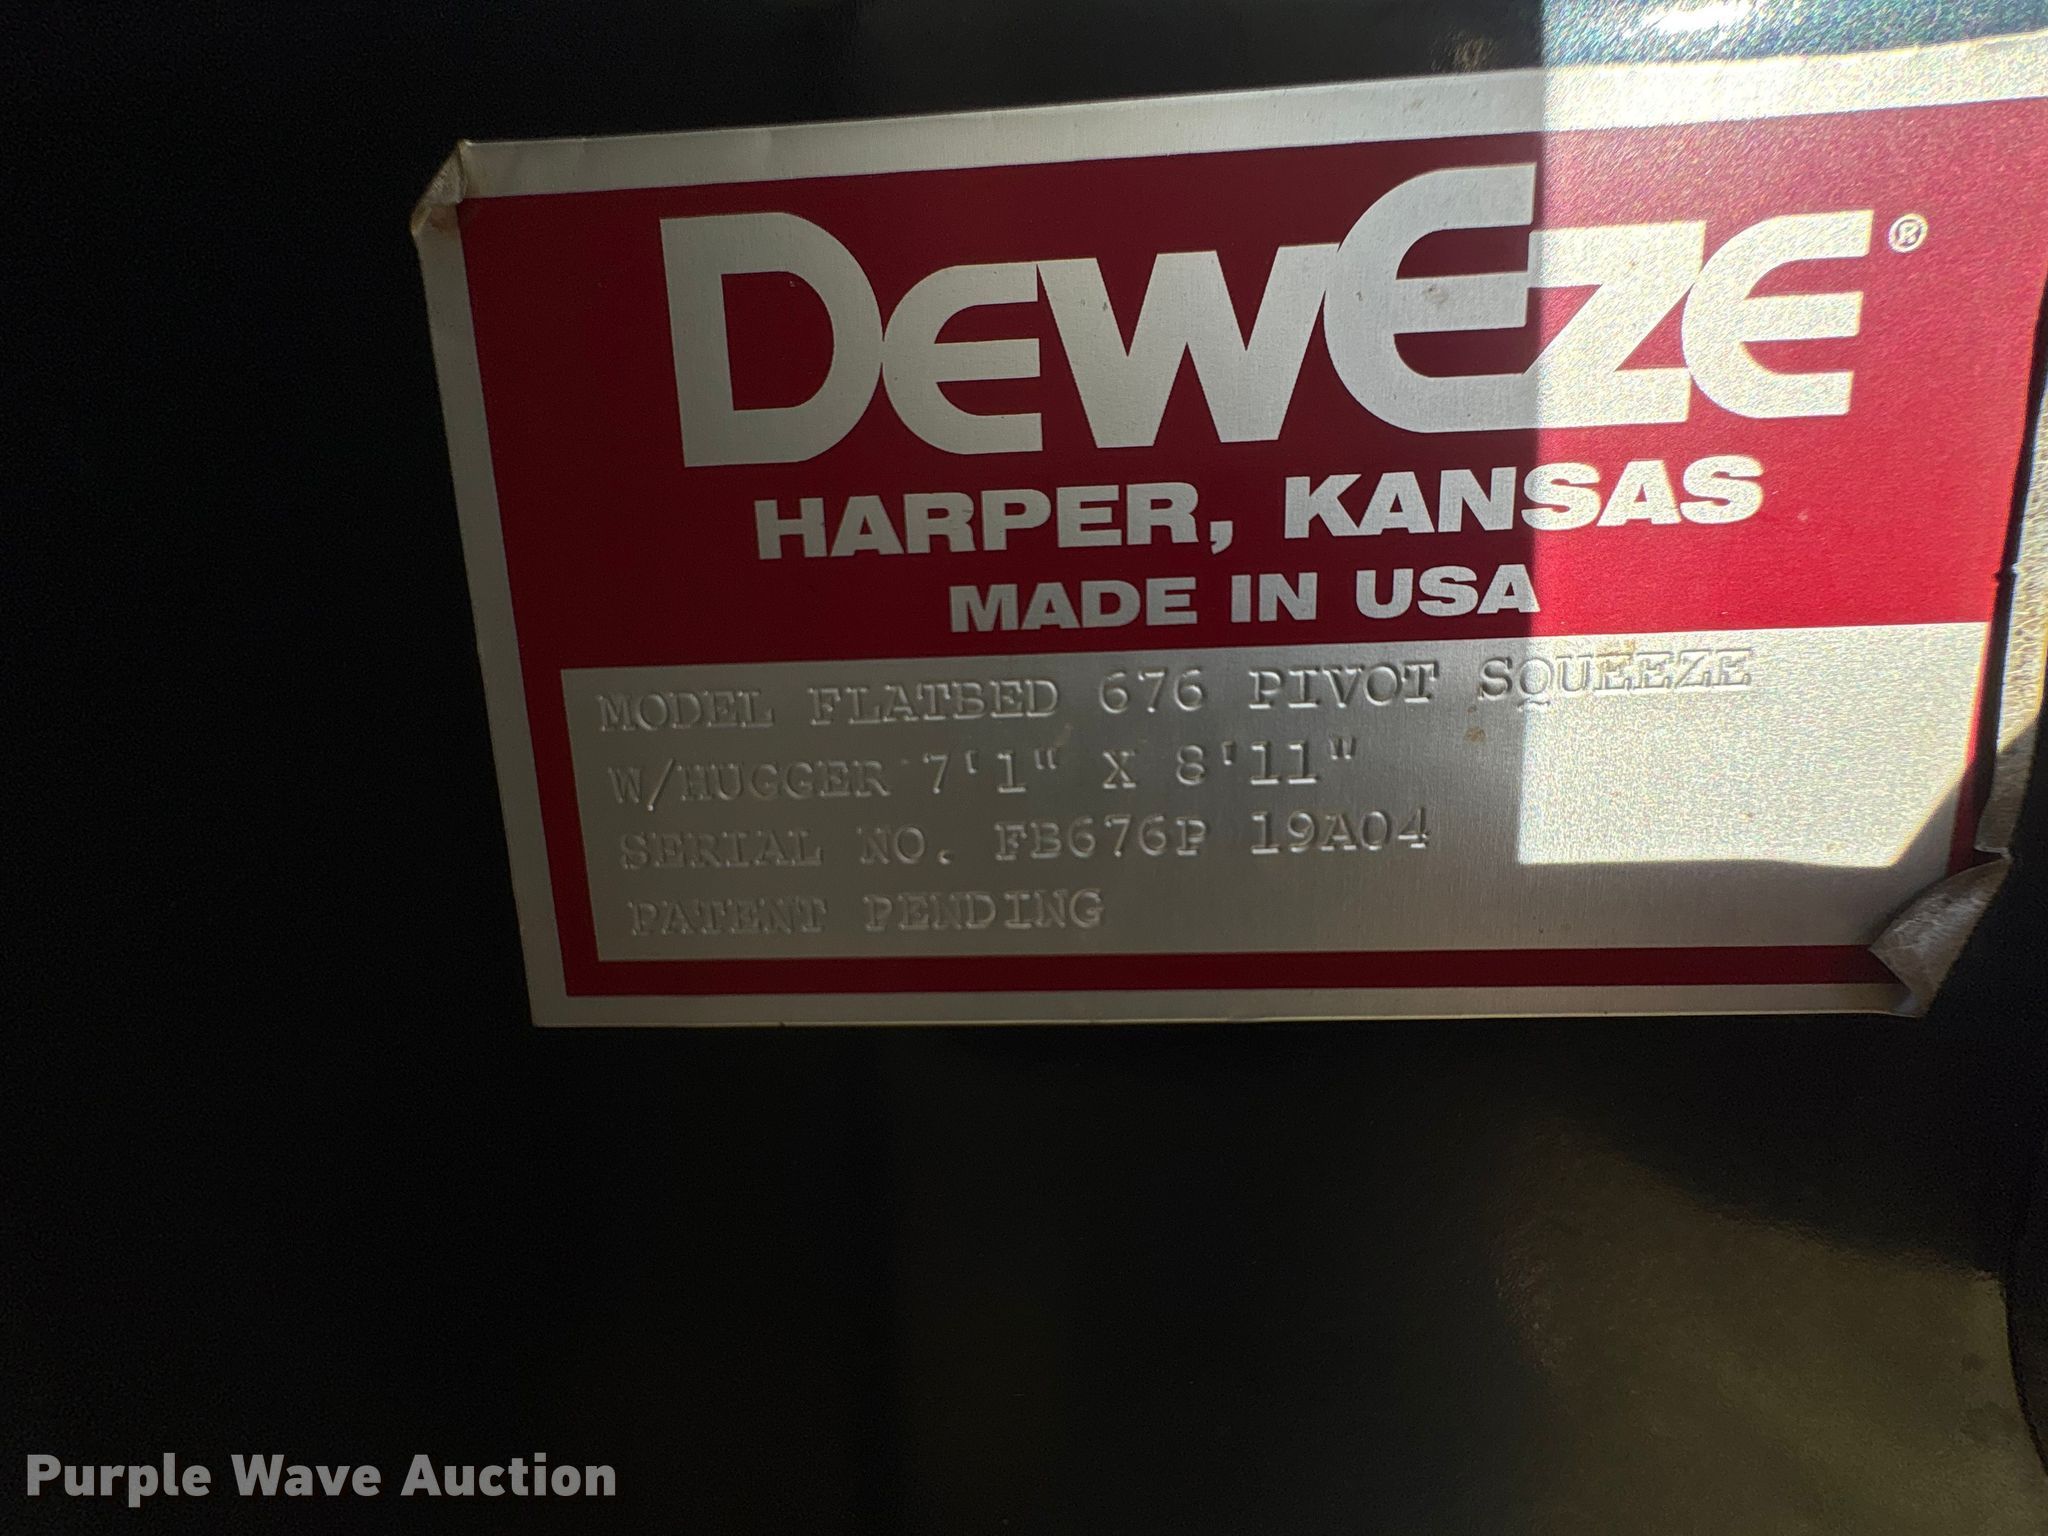 DEWEZE®
HARPER, KANSAS
MADE IN USA
MODEL FLATBED 676 PIVOT SQUEEZE
W/HUGGER 7'1" X 8'11"
SERIAL NO. FB676P 19A04
PATENT PENDING
Purple Wave Auction